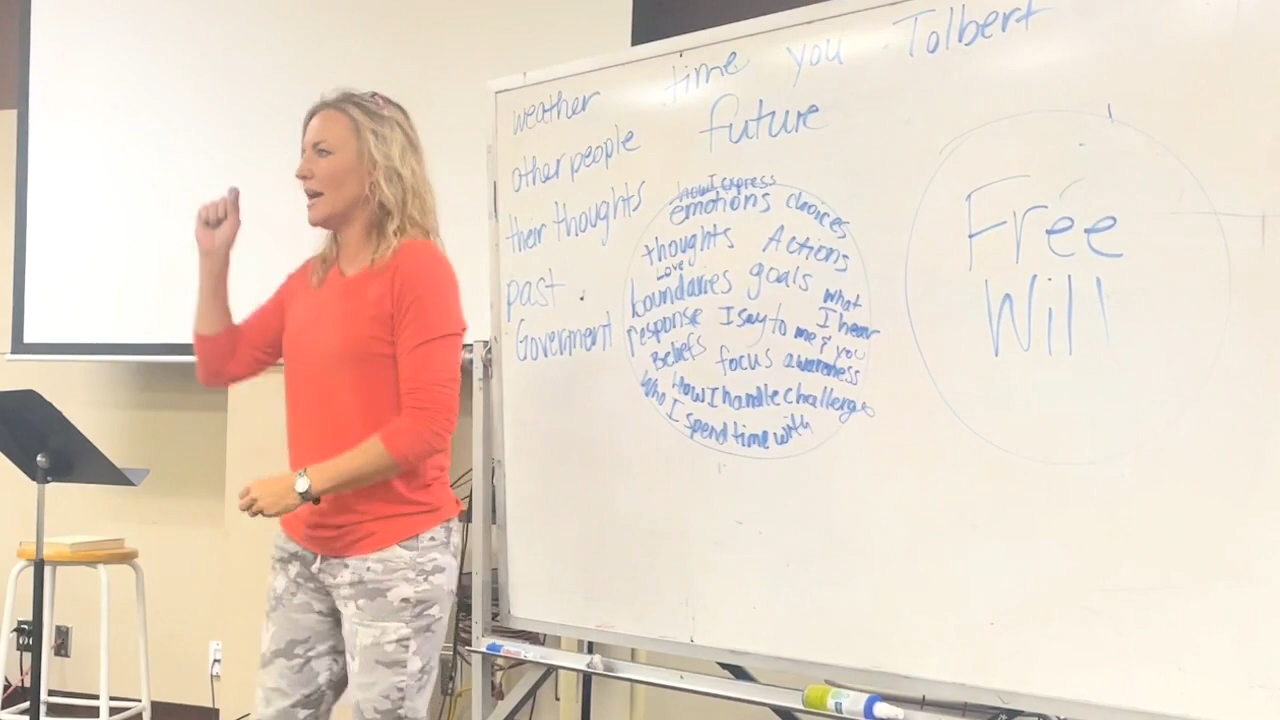 time you Tolbert
weather
future
other people
their thoughts
past
Government
how I express
emotions choices
thoughts Actions
Love
boundaries goals what
I hear
response I say to me & you
Beliefs focus awareness
How I handle challenges
Who I spend time with
Free
Will